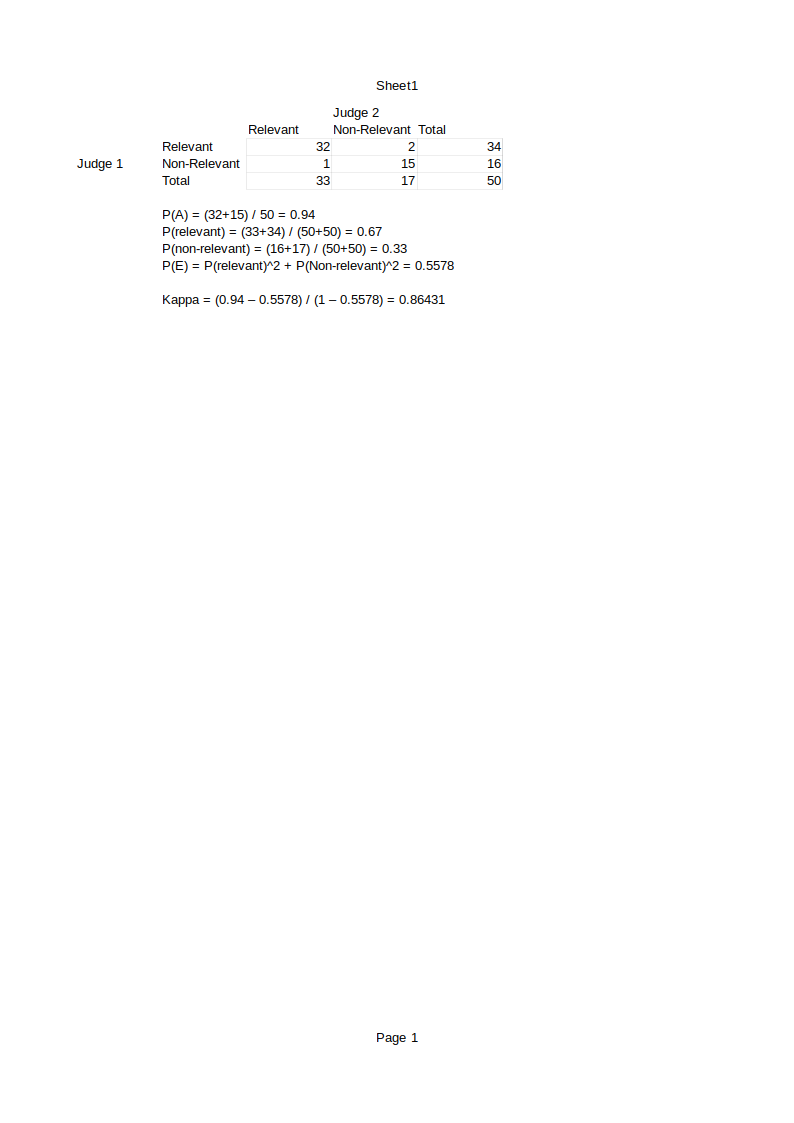 Sheet1
Judge 2
Relevant Non-Relevant Total
Relevant 32 2 34
Judge 1 Non-Relevant 1 15 16
Total 33 17 50
P(A) = (32+15) / 50 = 0.94
P(relevant) = (33+34) / (50+50) = 0.67
P(non-relevant) = (16+17) / (50+50) = 0.33
P(E) = P(relevant)^2 + P(Non-relevant)^2 = 0.5578
Kappa = (0.94 – 0.5578) / (1 – 0.5578) = 0.86431
Page 1